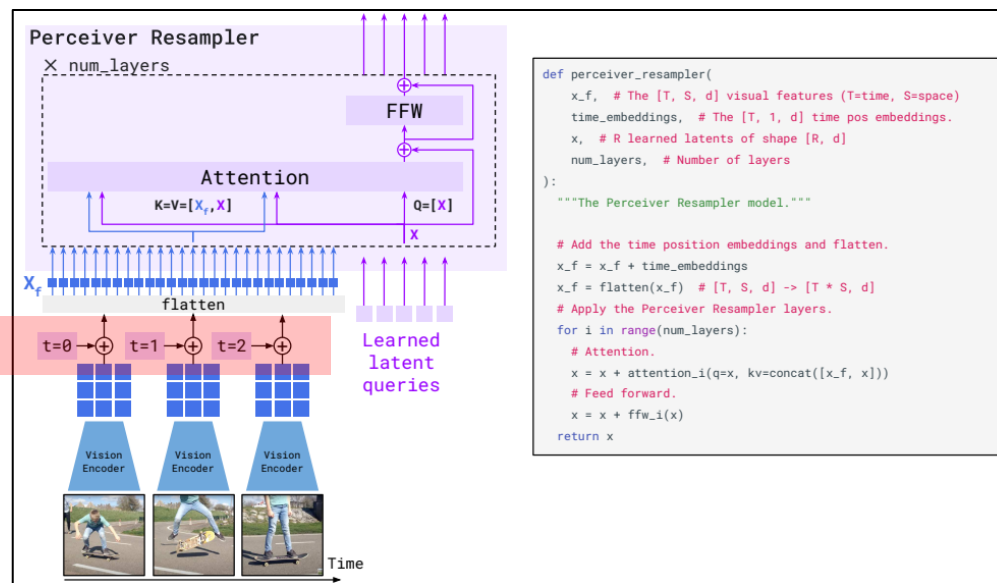 Perceiver Resampler
× num_layers
FFW
Attention
K=V=[Xf,X]
Q=[X]
X
Xf
flatten
t=0
t=1
t=2
Learned
latent
queries
Vision
Encoder
Vision
Encoder
Vision
Encoder
Time
def perceiver_resampler(
    x_f,  # The [T, S, d] visual features (T=time, S=space)
    time_embeddings,  # The [T, 1, d] time pos embeddings.
    x,  # R learned latents of shape [R, d]
    num_layers,  # Number of layers
):
  """The Perceiver Resampler model."""
  # Add the time position embeddings and flatten.
  x_f = x_f + time_embeddings
  x_f = flatten(x_f)  # [T, S, d] -> [T * S, d]
  # Apply the Perceiver Resampler layers.
  for i in range(num_layers):
    # Attention.
    x = x + attention_i(q=x, kv=concat([x_f, x]))
    # Feed forward.
    x = x + ffw_i(x)
  return x